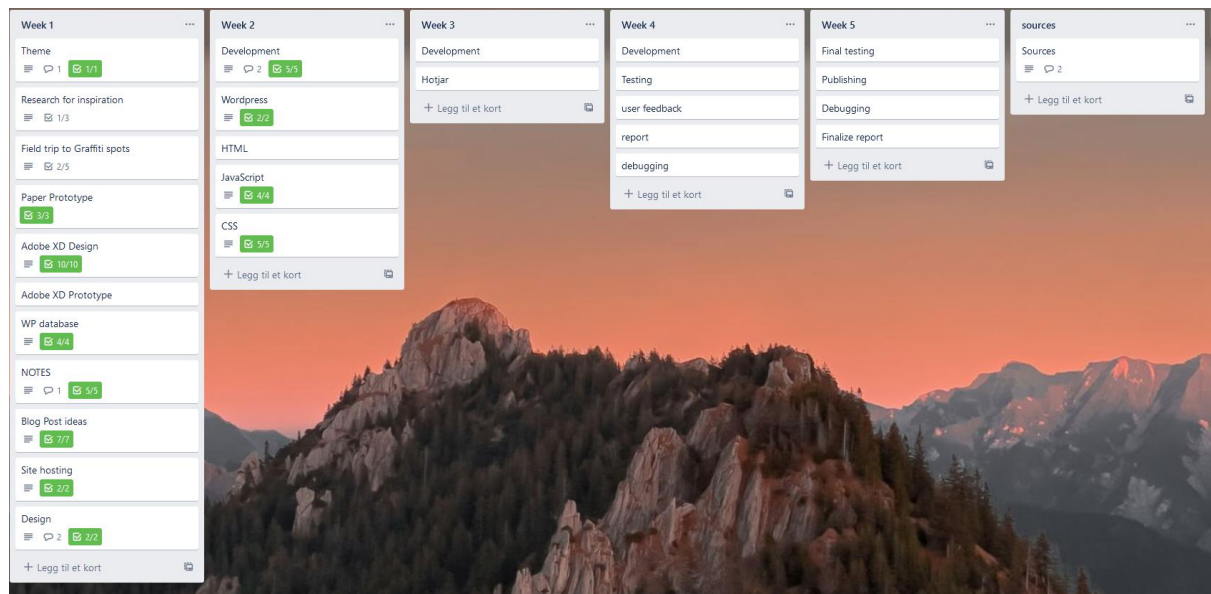 Week 1
Theme
1 1/1
Research for inspiration
1/3
Field trip to Graffiti spots
2/5
Paper Prototype
3/3
Adobe XD Design
10/10
Adobe XD Prototype
WP database
4/4
NOTES
1 5/5
Blog Post ideas
7/7
Site hosting
2/2
Design
2 2/2
+ Legg til et kort
Week 2
Development
2 5/5
Wordpress
2/2
HTML
JavaScript
4/4
CSS
5/5
+ Legg til et kort
Week 3
Development
Hotjar
+ Legg til et kort
Week 4
Development
Testing
user feedback
report
debugging
+ Legg til et kort
Week 5
Final testing
Publishing
Debugging
Finalize report
+ Legg til et kort
sources
Sources
2
+ Legg til et kort